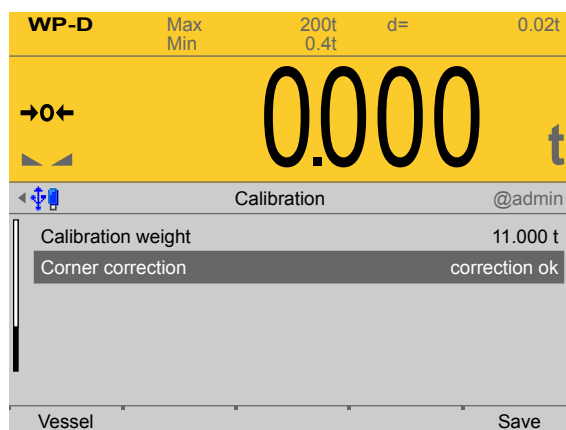 WP-D Max 200t d= 0.02t
Min 0.4t
→0← 0.000 t
Calibration @admin
Calibration weight 11.000 t
Corner correction correction ok
Vessel Save